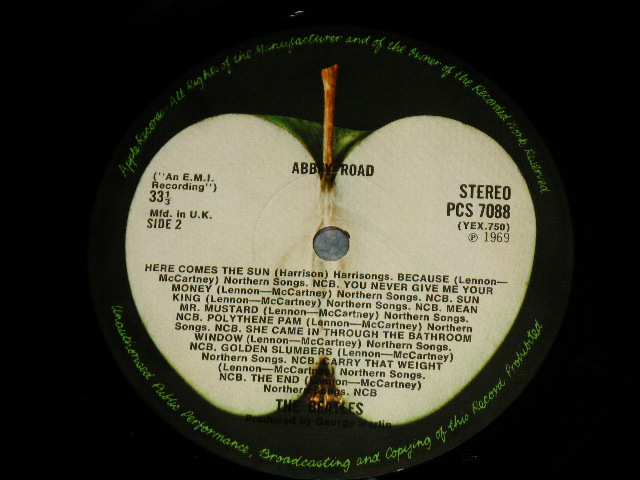 Apple Records. All Rights of the Manufacturer and of the Owner of the Recorded Work Reserved
ABBEY ROAD
("An E.M.I.
Recording")
33⅓
Mfd. in U.K.
SIDE 2
STEREO
PCS 7088
(YEX.750)
℗ 1969
HERE COMES THE SUN (Harrison) Harrisongs. BECAUSE (Lennon—
McCartney) Northern Songs. NCB. YOU NEVER GIVE ME YOUR
MONEY (Lennon—McCartney) Northern Songs. NCB. SUN
KING (Lennon—McCartney) Northern Songs. NCB. MEAN
MR. MUSTARD (Lennon—McCartney) Northern Songs.
NCB. POLYTHENE PAM (Lennon—McCartney) Northern
Songs. NCB. SHE CAME IN THROUGH THE BATHROOM
WINDOW (Lennon—McCartney) Northern Songs.
NCB. GOLDEN SLUMBERS (Lennon—McCartney)
Northern Songs. NCB. CARRY THAT WEIGHT
(Lennon—McCartney) Northern Songs.
NCB. THE END (Lennon—McCartney)
Northern Songs. NCB
THE BEATLES
Produced by George Martin
Unauthorised Public Performance, Broadcasting and Copying of this Record Prohibited